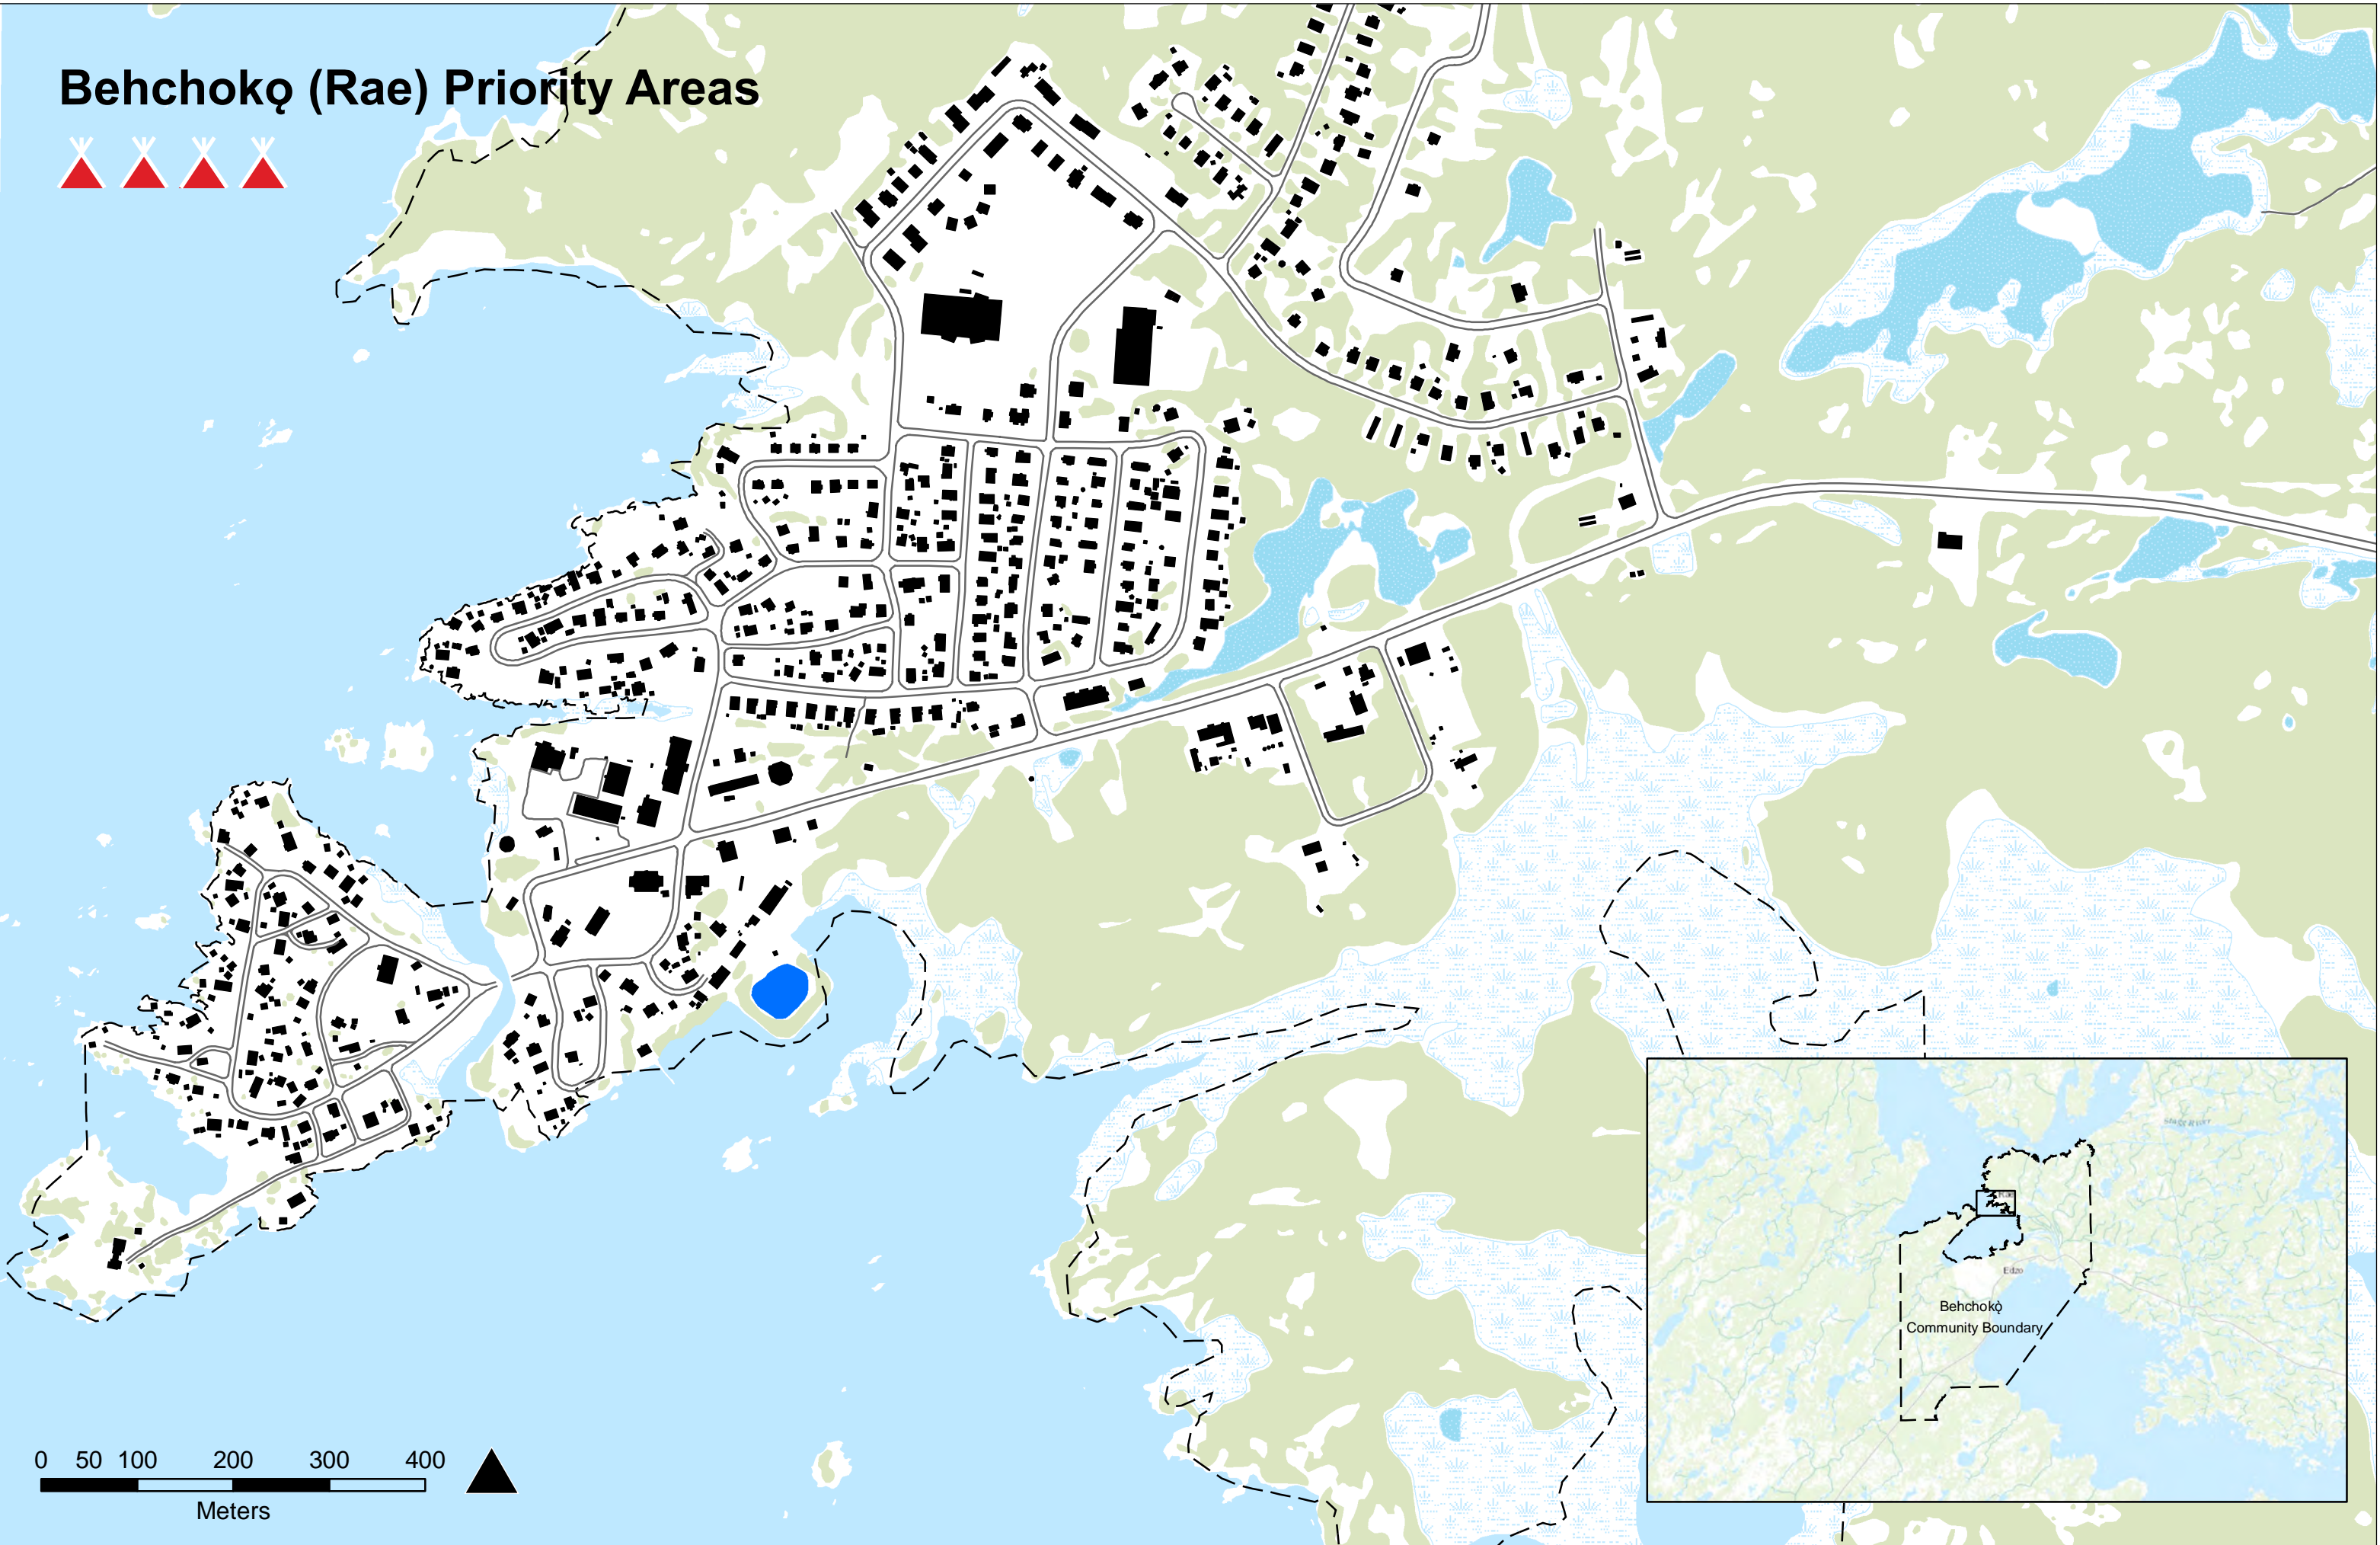 Behchokǫ (Rae) Priority Areas
Edzo
Behchokǫ̀
Community Boundary
0 50 100 200 300 400
Meters